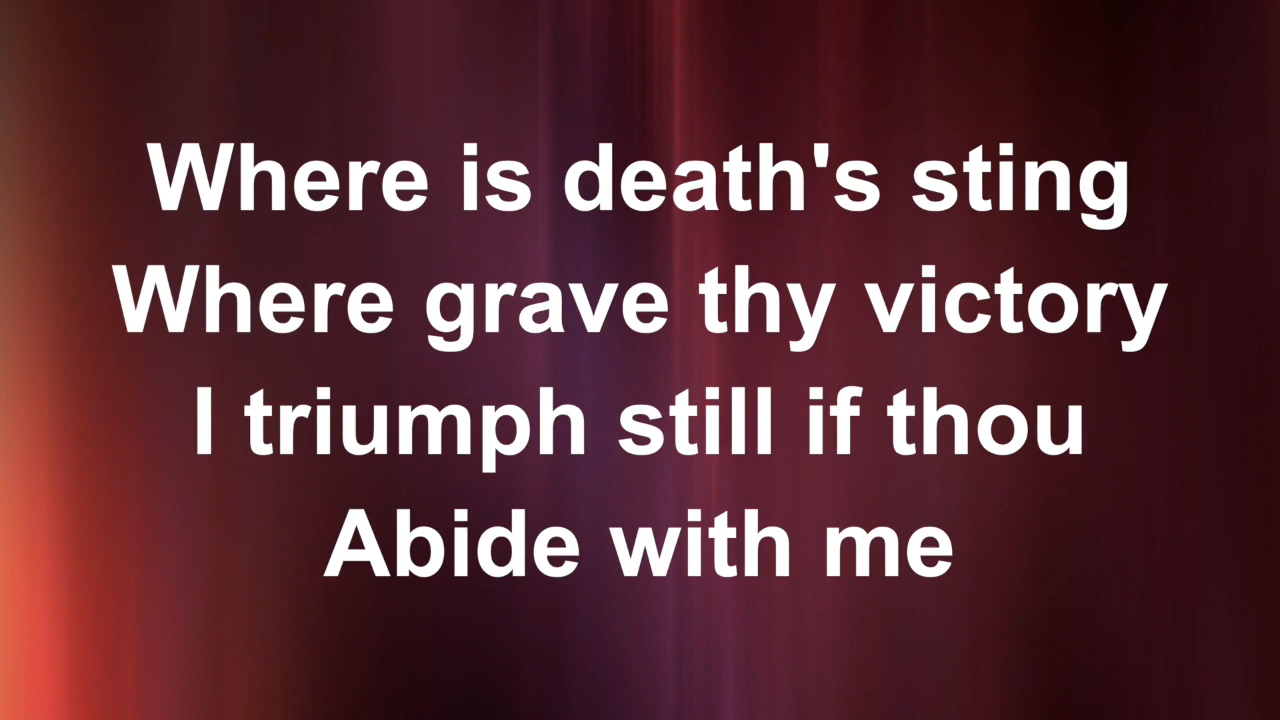 Where is death's sting
Where grave thy victory
I triumph still if thou
Abide with me